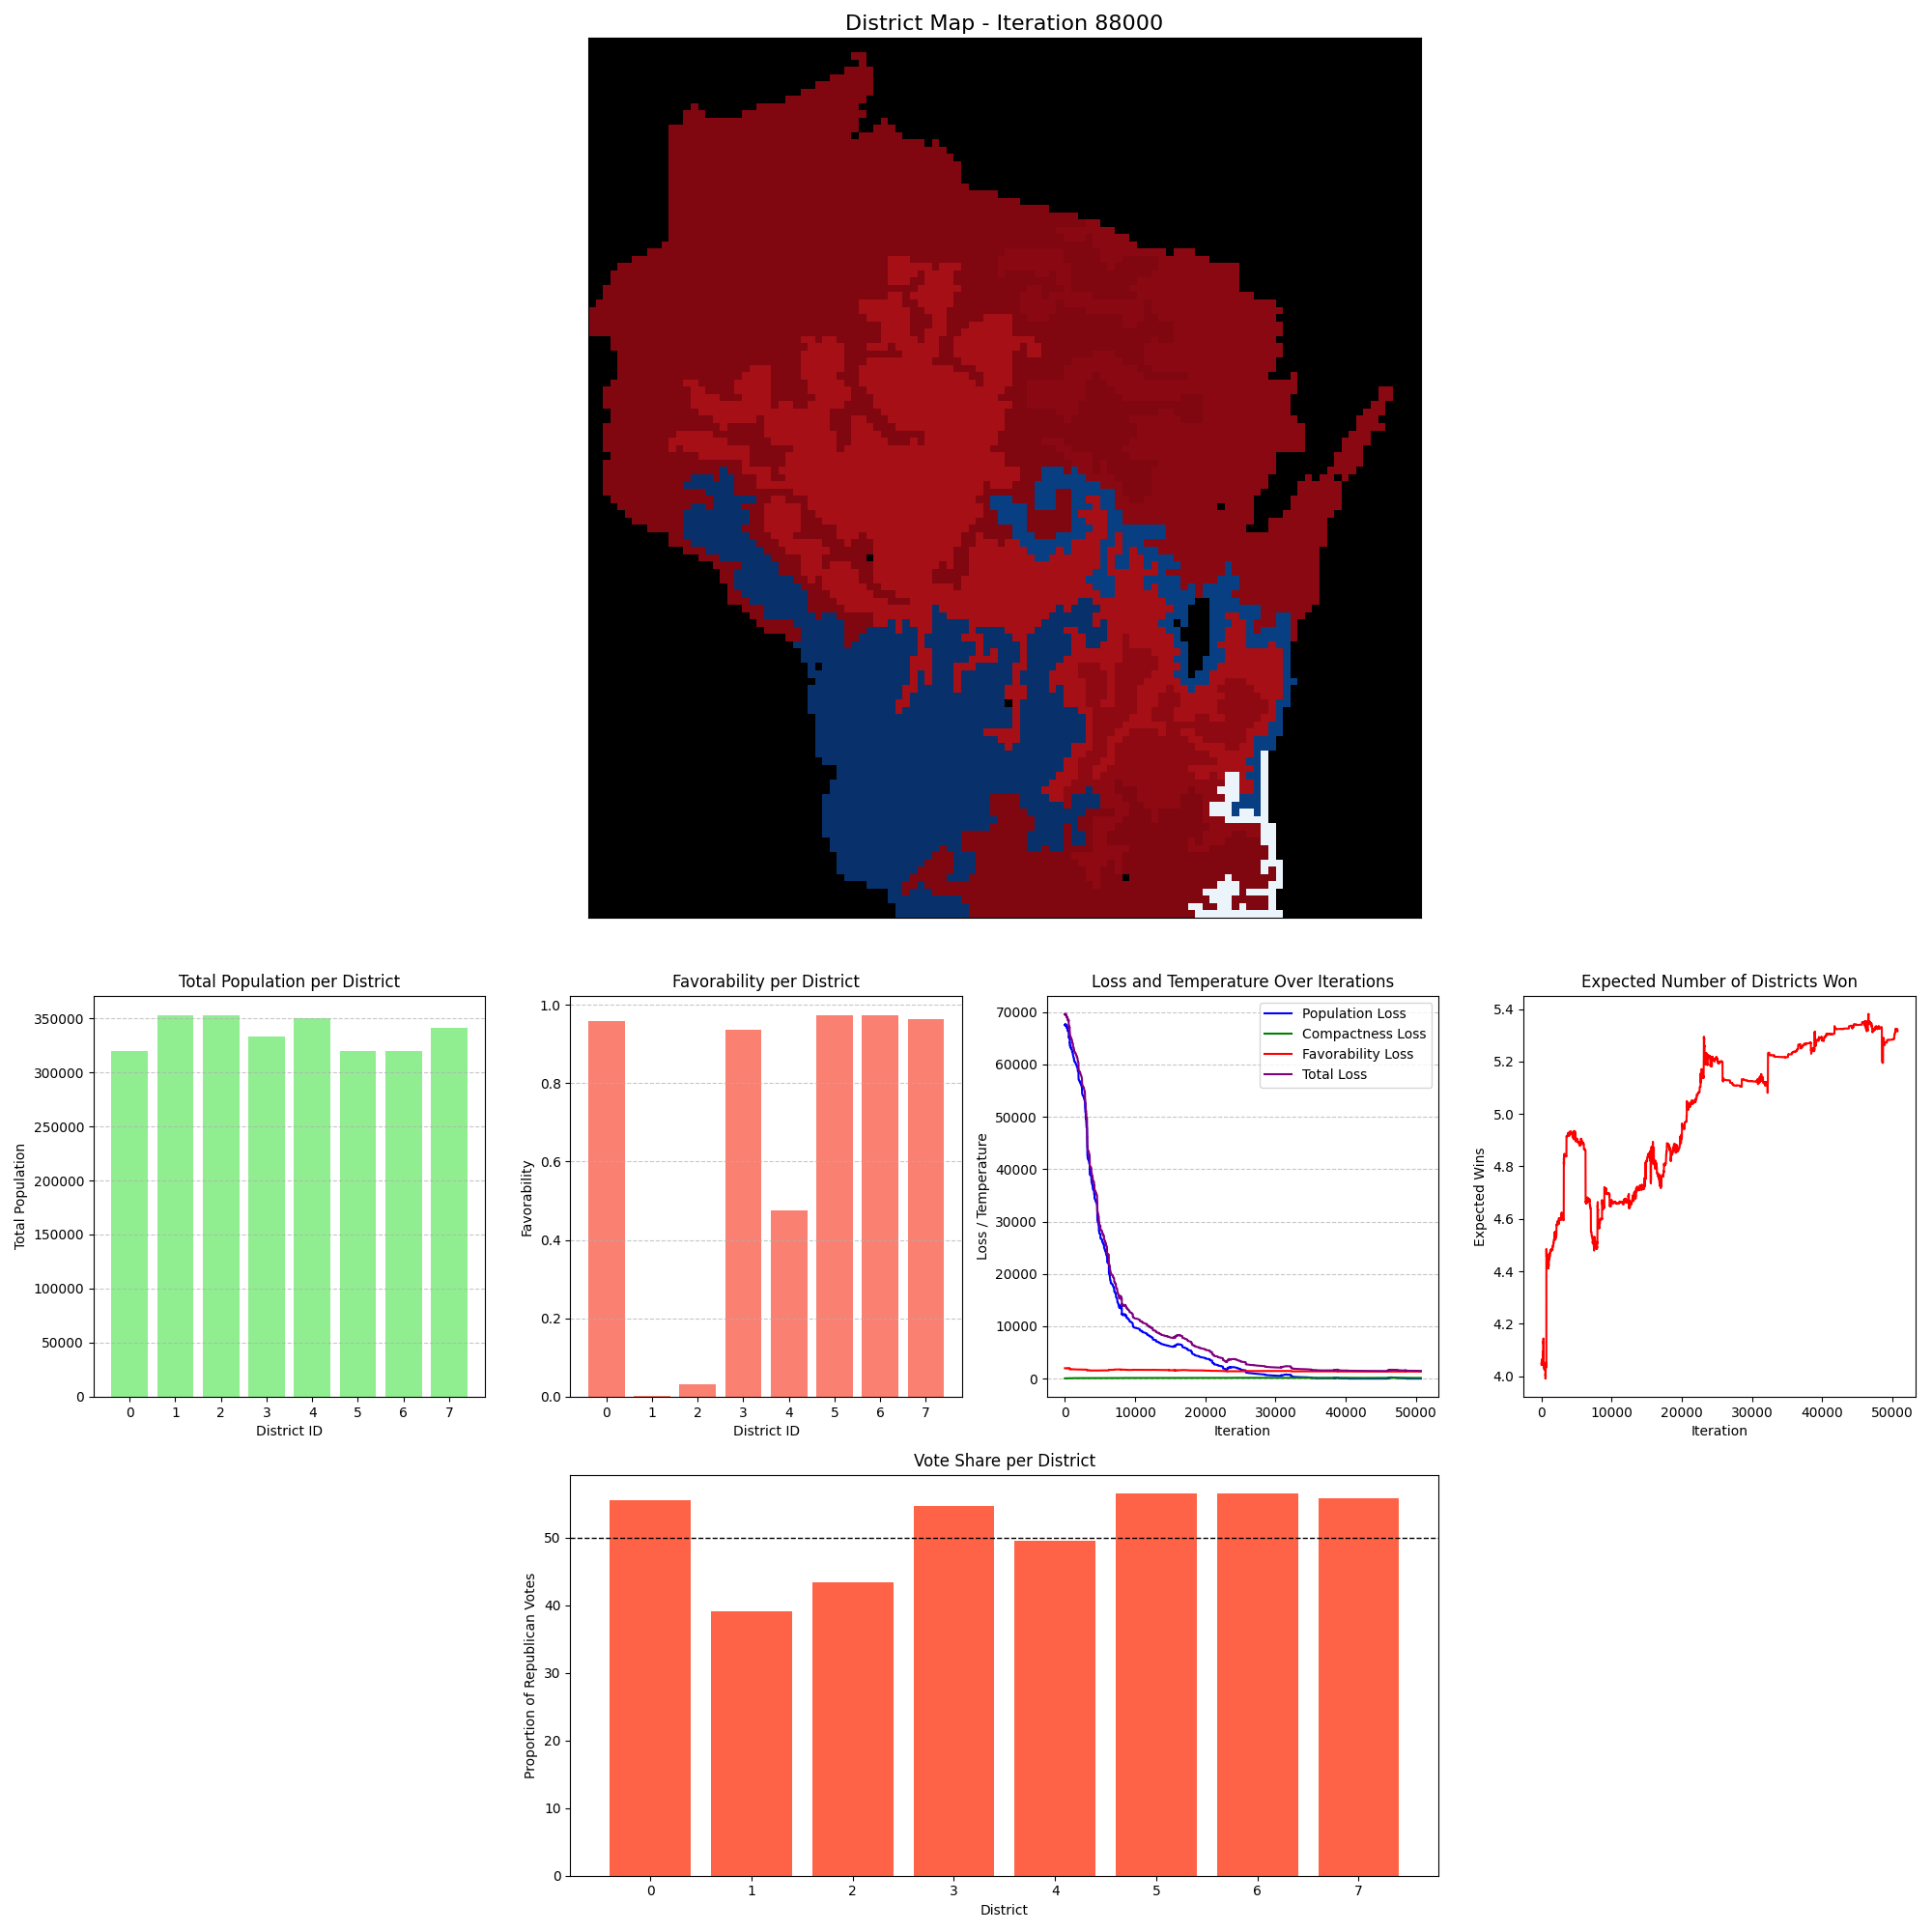 District Map - Iteration 88000
Total Population per District
Total Population
350000
300000
250000
200000
150000
100000
50000
0
0 1 2 3 4 5 6 7
District ID
Favorability per District
Favorability
1.0
0.8
0.6
0.4
0.2
0.0
0 1 2 3 4 5 6 7
District ID
Loss and Temperature Over Iterations
Loss / Temperature
70000
60000
50000
40000
30000
20000
10000
0
Population Loss
Compactness Loss
Favorability Loss
Total Loss
0 10000 20000 30000 40000 50000
Iteration
Expected Number of Districts Won
Expected Wins
5.4
5.2
5.0
4.8
4.6
4.4
4.2
4.0
0 10000 20000 30000 40000 50000
Iteration
Vote Share per District
Proportion of Republican Votes
50
40
30
20
10
0
0 1 2 3 4 5 6 7
District